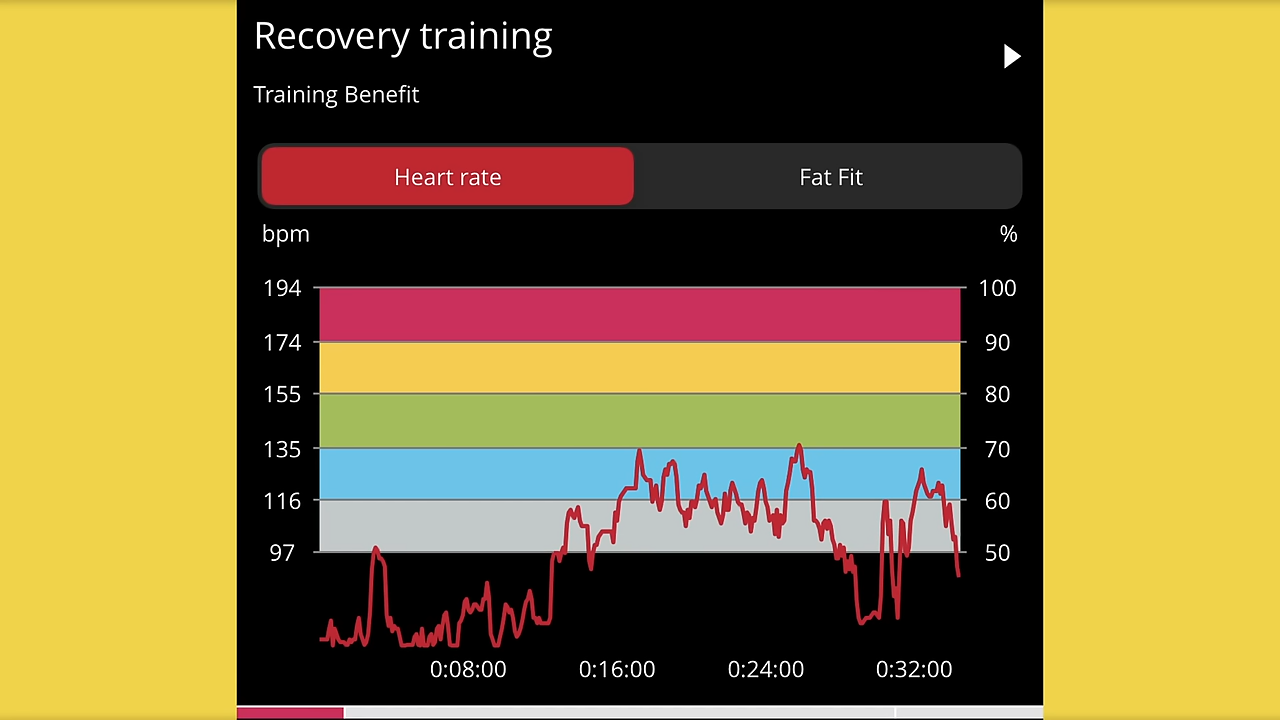 Recovery training
Training Benefit
Heart rate Fat Fit
bpm %
194 100
174 90
155 80
135 70
116 60
97 50
0:08:00 0:16:00 0:24:00 0:32:00